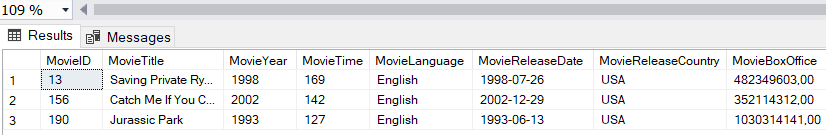 109 %
Results Messages
MovieID MovieTitle MovieYear MovieTime MovieLanguage MovieReleaseDate MovieReleaseCountry MovieBoxOffice
1 13 Saving Private Ry... 1998 169 English 1998-07-26 USA 482349603,00
2 156 Catch Me If You C... 2002 142 English 2002-12-29 USA 352114312,00
3 190 Jurassic Park 1993 127 English 1993-06-13 USA 1030314141,00